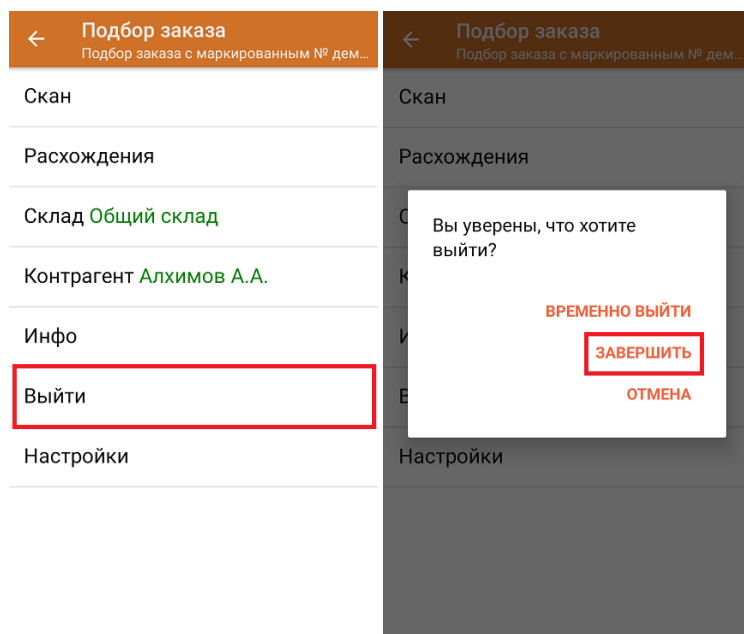 Подбор заказа
Подбор заказа с маркированным № дем...
Скан
Расхождения
Склад Общий склад
Контрагент Алхимов А.А.
Инфо
Выйти
Настройки
Подбор заказа
Подбор заказа с маркированным № дем...
Скан
Расхождения
С
К
И
В
Вы уверены, что хотите
выйти?
ВРЕМЕННО ВЫЙТИ
ЗАВЕРШИТЬ
ОТМЕНА
Настройки